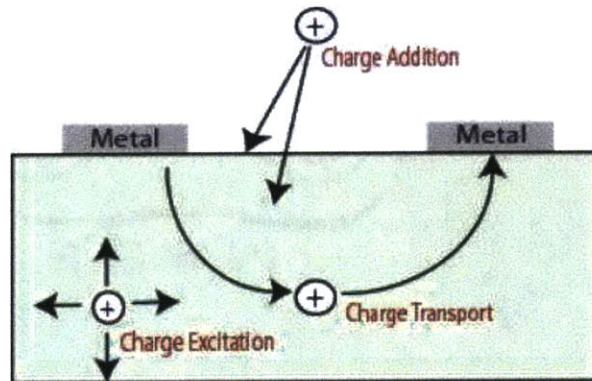 +
Charge Addition
Metal
Metal
+
Charge Transport
+
Charge Excitation